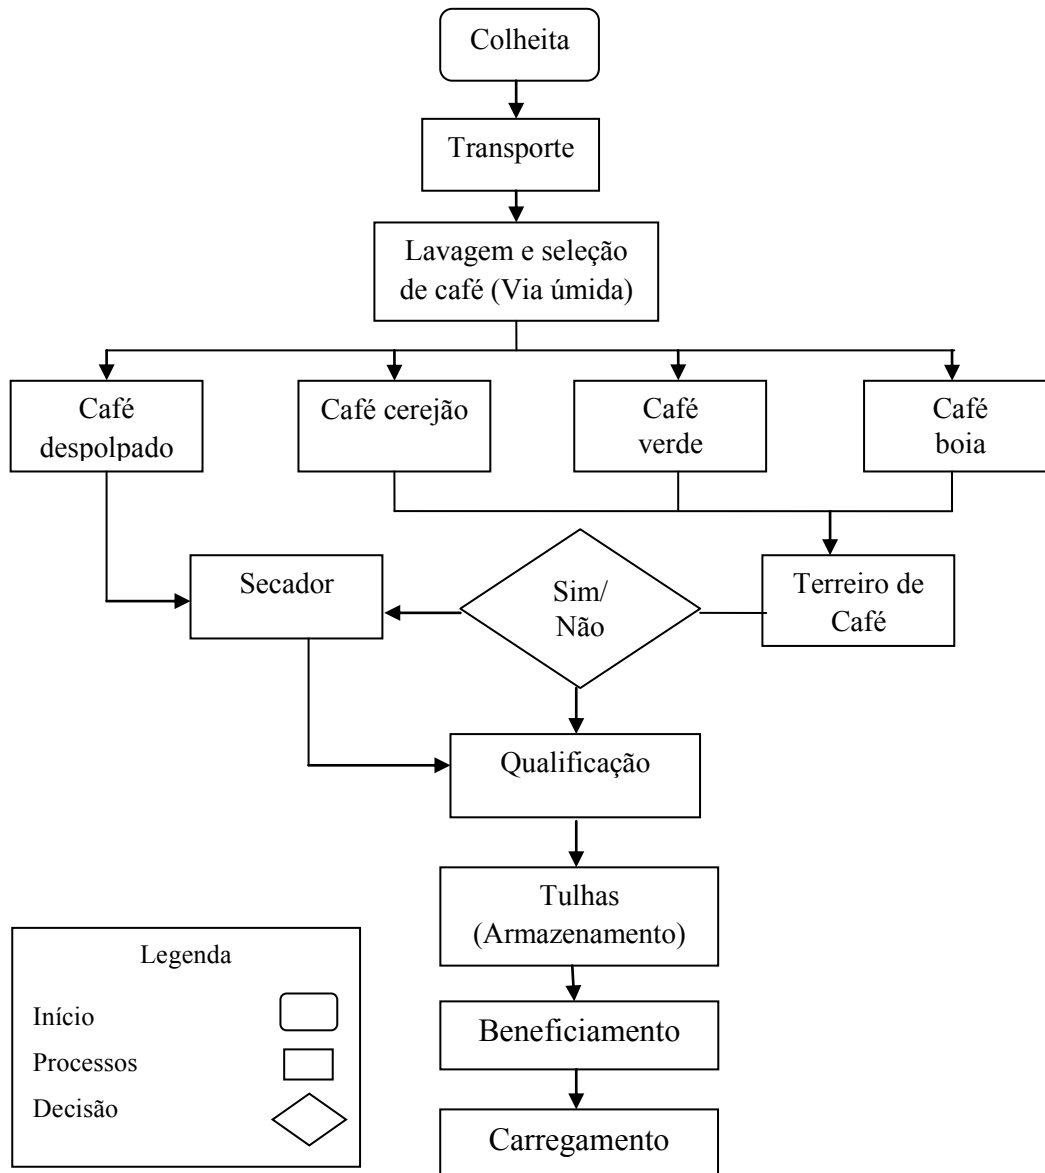 Colheita
Transporte
Lavagem e seleção
de café (Via úmida)
Café
despolpado
Café cerejão
Café
verde
Café
boia
Secador
Sim/
Não
Terreiro de
Café
Qualificação
Tulhas
(Armazenamento)
Beneficiamento
Carregamento
Legenda
Início
Processos
Decisão